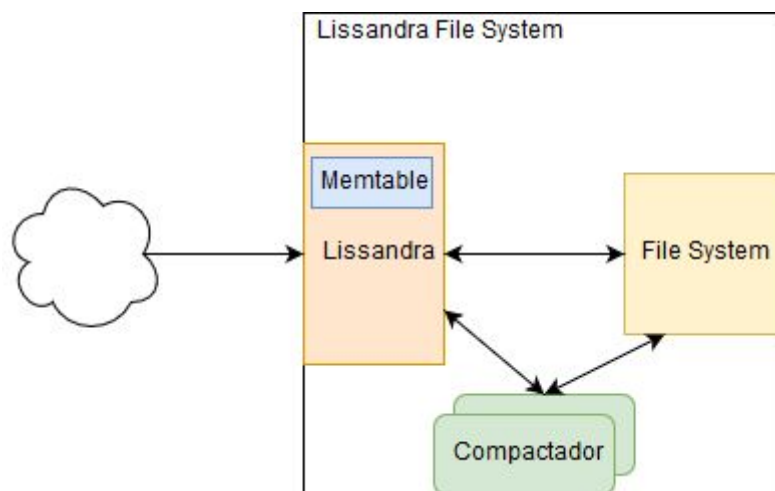 Lissandra File System
Memtable
Lissandra
File System
Compactador